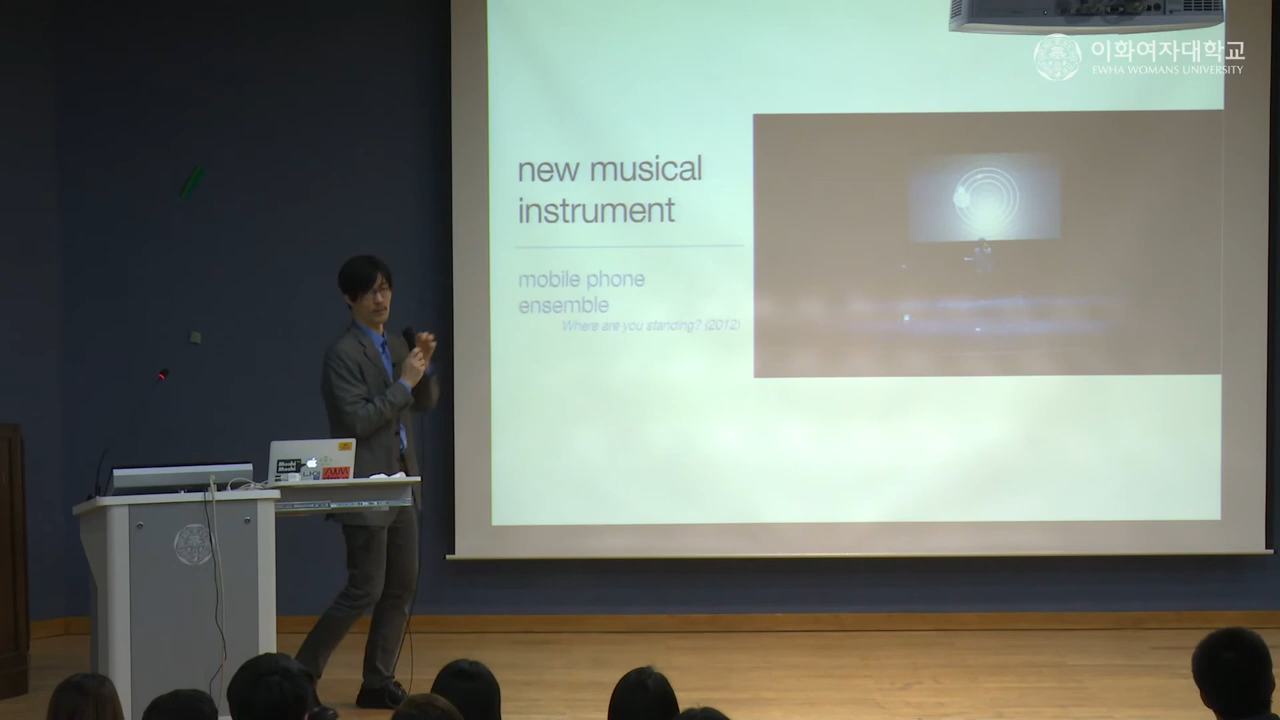 이화여자대학교
EWHA WOMANS UNIVERSITY
new musical
instrument
mobile phone
ensemble
Where are you standing? (2012)